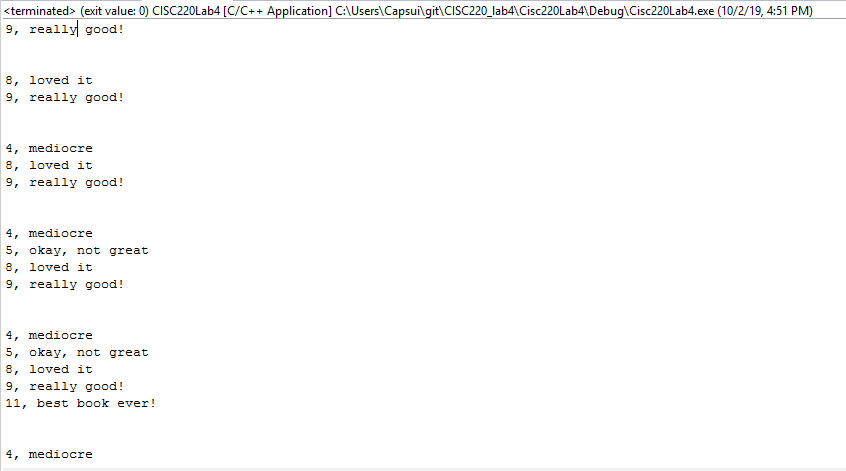 <terminated> (exit value: 0) CISC220Lab4 [C/C++ Application] C:\Users\Capsui\git\CISC220_lab4\Cisc220Lab4\Debug\Cisc220Lab4.exe (10/2/19, 4:51 PM)
9, really good!
8, loved it
9, really good!
4, mediocre
8, loved it
9, really good!
4, mediocre
5, okay, not great
8, loved it
9, really good!
4, mediocre
5, okay, not great
8, loved it
9, really good!
11, best book ever!
4, mediocre